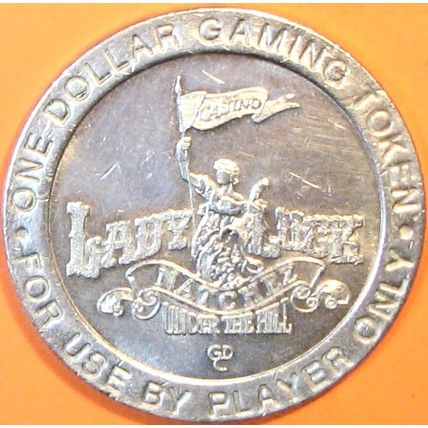 · ONE DOLLAR GAMING TOKEN ·
CASINO
LADY LUCK
NATCHEZ
UNDER THE HILL
GDC
FOR USE BY PLAYER ONLY